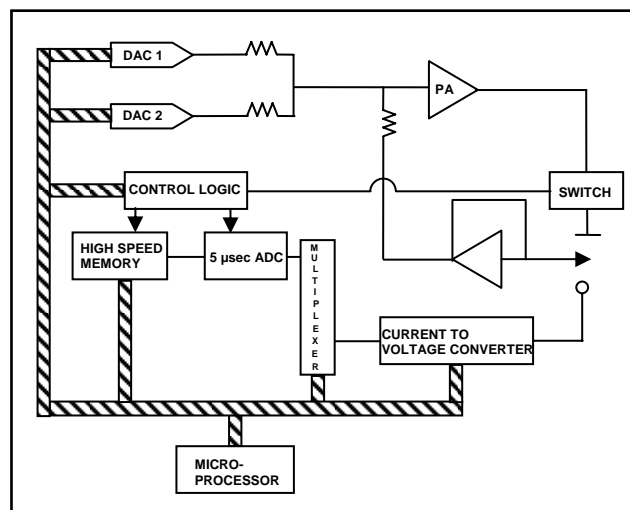 DAC 1
PA
DAC 2
CONTROL LOGIC
SWITCH
HIGH SPEED
MEMORY
5 µsec ADC
MULTIPLEXER
CURRENT TO
VOLTAGE CONVERTER
MICRO-
PROCESSOR